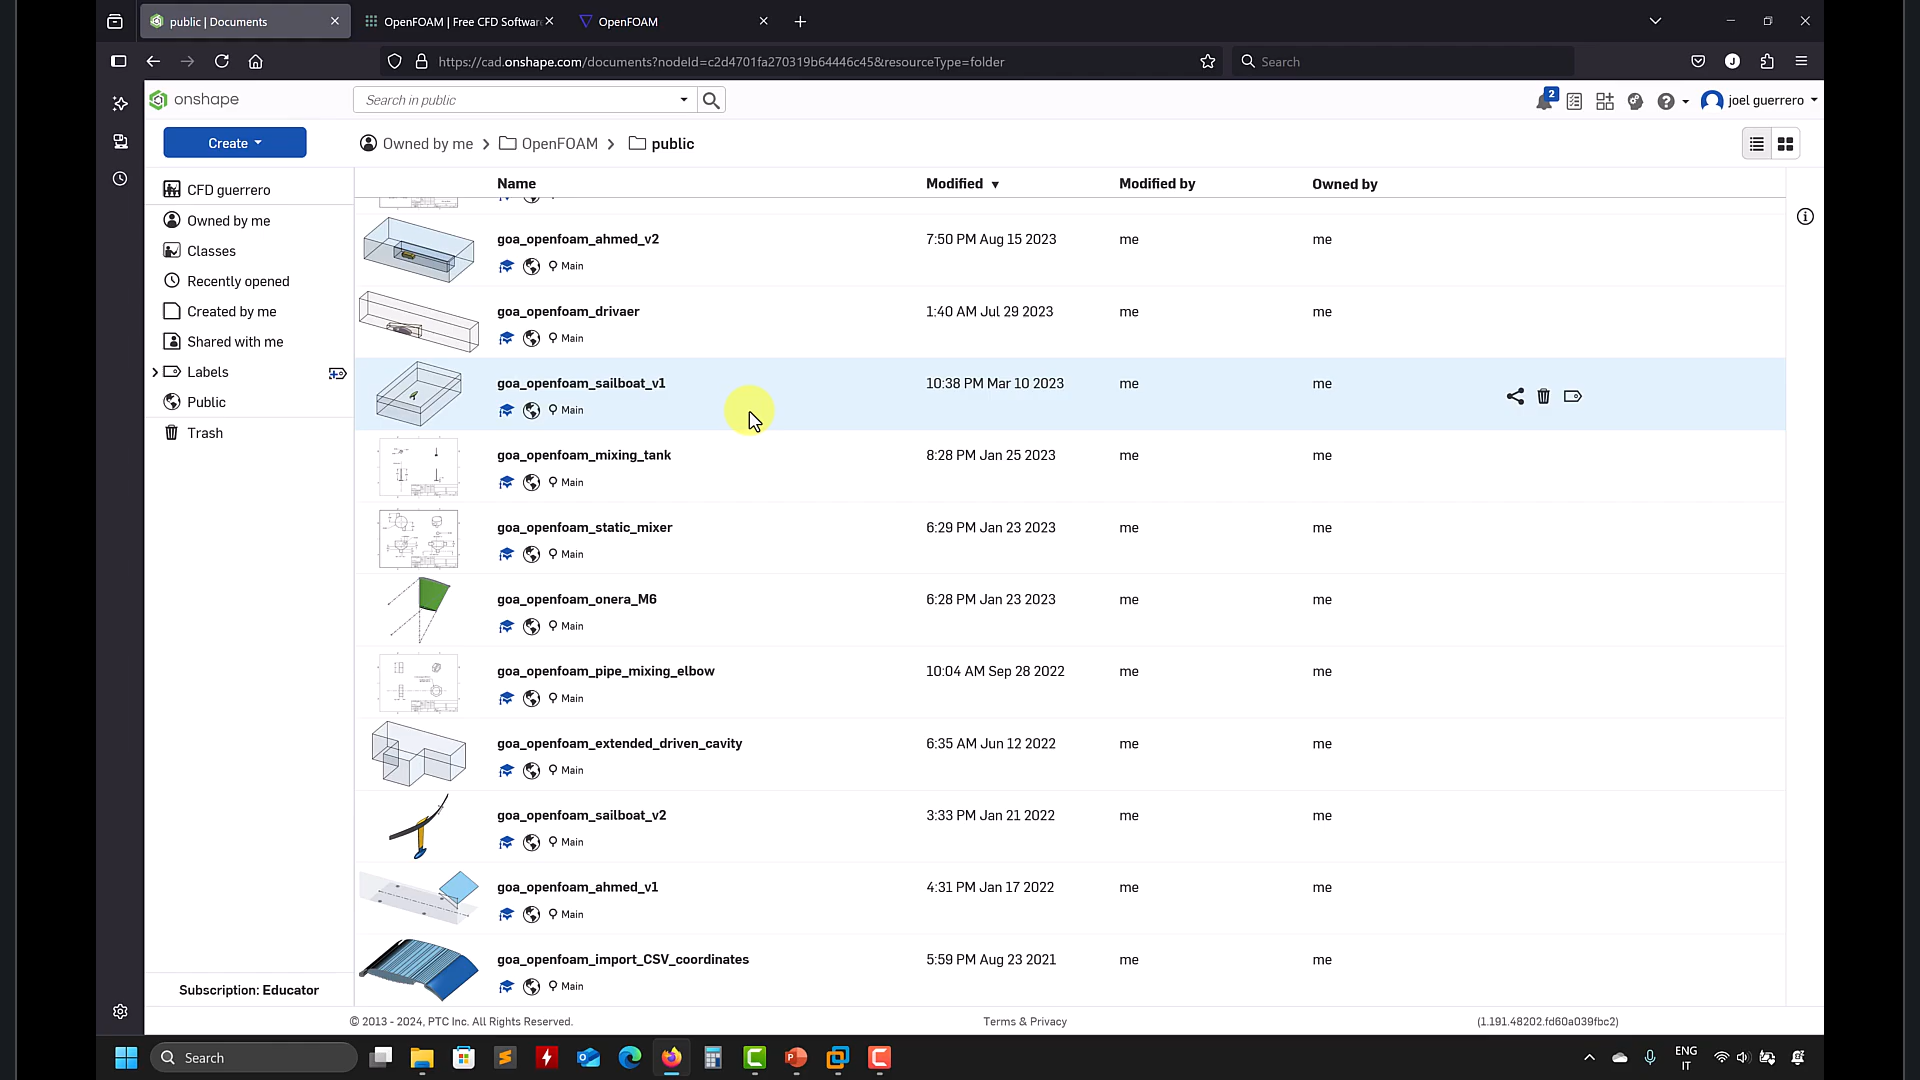 public | Documents
OpenFOAM | Free CFD Software
OpenFOAM
https://cad.onshape.com/documents?nodeId=c2d4701fa270319b64446c45&resourceType=folder
Search
J
onshape
Search in public
2
joel guerrero
Create
Owned by me
OpenFOAM
public
CFD guerrero
Owned by me
Classes
Recently opened
Created by me
Shared with me
Labels
Public
Trash
Subscription: Educator
Name Modified Modified by Owned by
goa_openfoam_ahmed_v2 7:50 PM Aug 15 2023 me me
Main
goa_openfoam_drivaer 1:40 AM Jul 29 2023 me me
Main
goa_openfoam_sailboat_v1 10:38 PM Mar 10 2023 me me
Main
goa_openfoam_mixing_tank 8:28 PM Jan 25 2023 me me
Main
goa_openfoam_static_mixer 6:29 PM Jan 23 2023 me me
Main
goa_openfoam_onera_M6 6:28 PM Jan 23 2023 me me
Main
goa_openfoam_pipe_mixing_elbow 10:04 AM Sep 28 2022 me me
Main
goa_openfoam_extended_driven_cavity 6:35 AM Jun 12 2022 me me
Main
goa_openfoam_sailboat_v2 3:33 PM Jan 21 2022 me me
Main
goa_openfoam_ahmed_v1 4:31 PM Jan 17 2022 me me
Main
goa_openfoam_import_CSV_coordinates 5:59 PM Aug 23 2021 me me
Main
© 2013 - 2024, PTC Inc. All Rights Reserved. Terms & Privacy (1.191.48202.fd60a039fbc2)
Search
ENG
IT